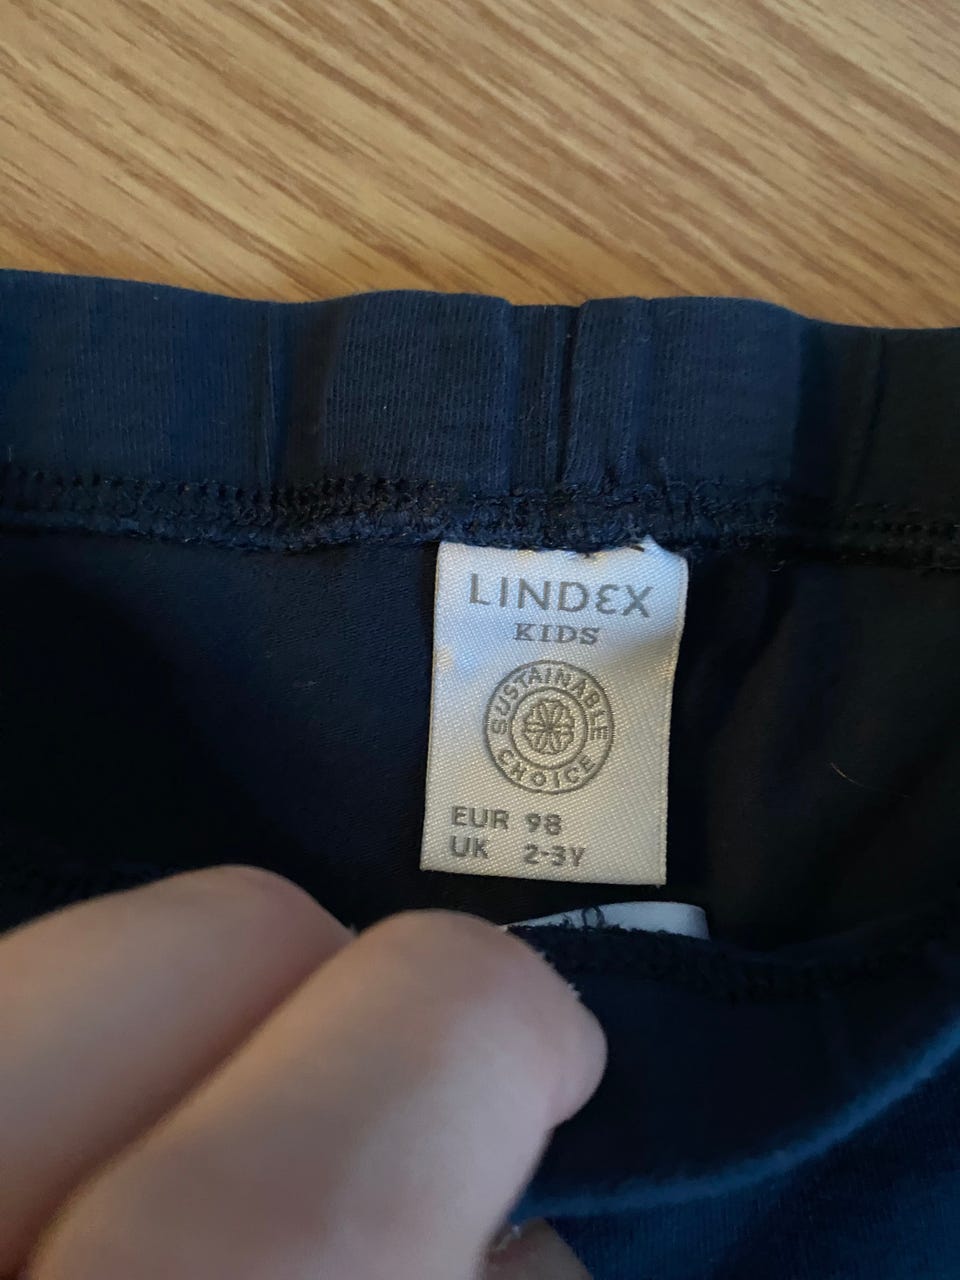 LINDEX
KIDS
SUSTAINABLE
CHOICE
EUR 98
UK 2-3Y